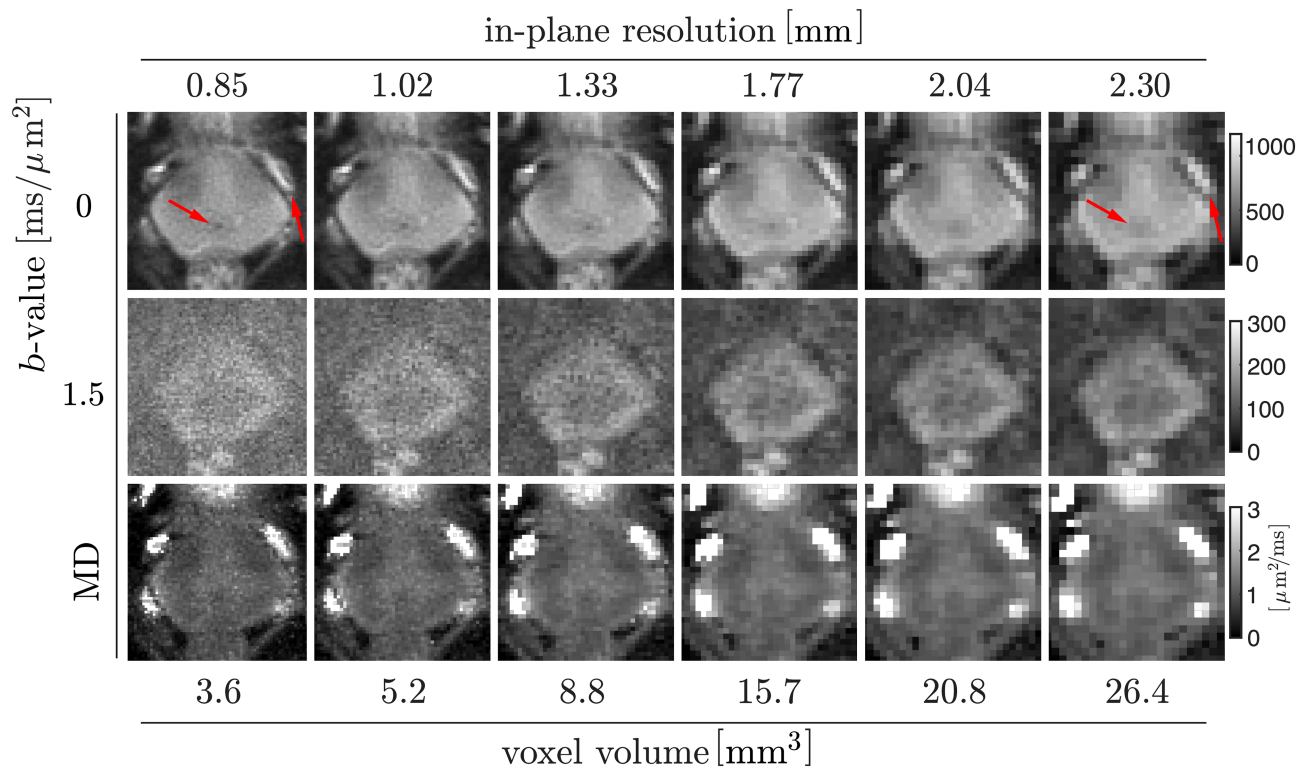 in-plane resolution [mm]
0.85 1.02 1.33 1.77 2.04 2.30
b-value [ms/μm²]
0
1000
500
0
1.5
300
200
100
0
MD
3
2
1
0
[μm²/ms]
3.6 5.2 8.8 15.7 20.8 26.4
voxel volume [mm³]